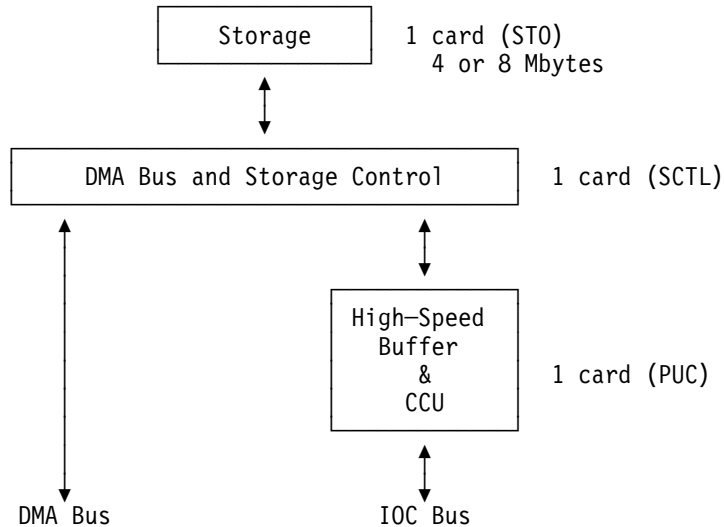 Storage 1 card (STO)
4 or 8 Mbytes
DMA Bus and Storage Control 1 card (SCTL)
High–Speed
Buffer
& 1 card (PUC)
CCU
DMA Bus IOC Bus